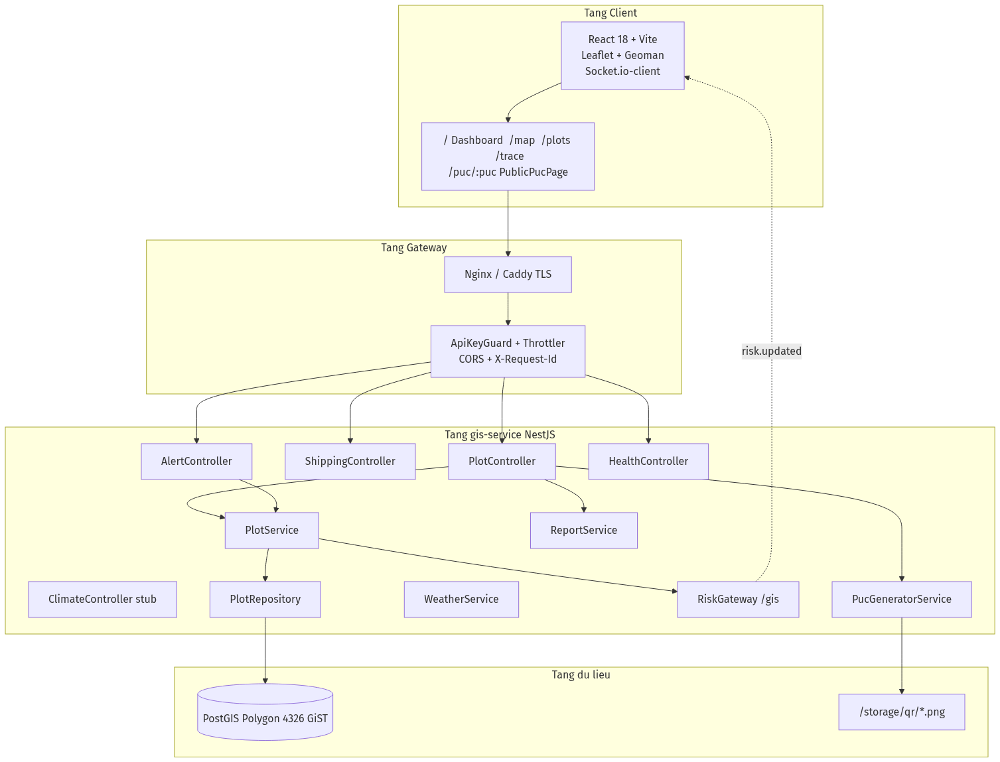 Tang Client
React 18 + Vite
Leaflet + Geoman
Socket.io-client
/ Dashboard /map /plots
/trace
/puc/:puc PublicPucPage
Tang Gateway
Nginx / Caddy TLS
ApiKeyGuard + Throttler
CORS + X-Request-Id
risk.updated
Tang gis-service NestJS
AlertController
ShippingController
PlotController
HealthController
PlotService
ReportService
ClimateController stub
PlotRepository
WeatherService
RiskGateway /gis
PucGeneratorService
Tang du lieu
PostGIS Polygon 4326 GiST
/storage/qr/*.png